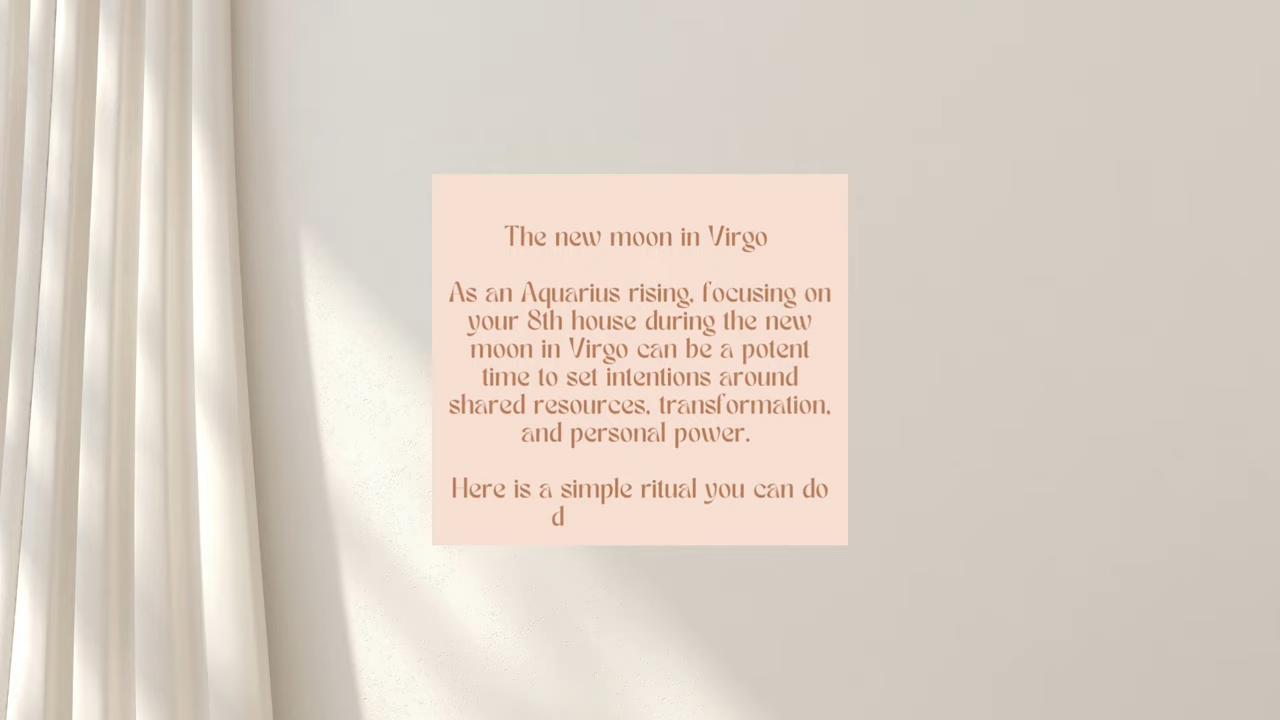 The new moon in Virgo
As an Aquarius rising, focusing on
your 8th house during the new
moon in Virgo can be a potent
time to set intentions around
shared resources, transformation,
and personal power.
Here is a simple ritual you can do
d